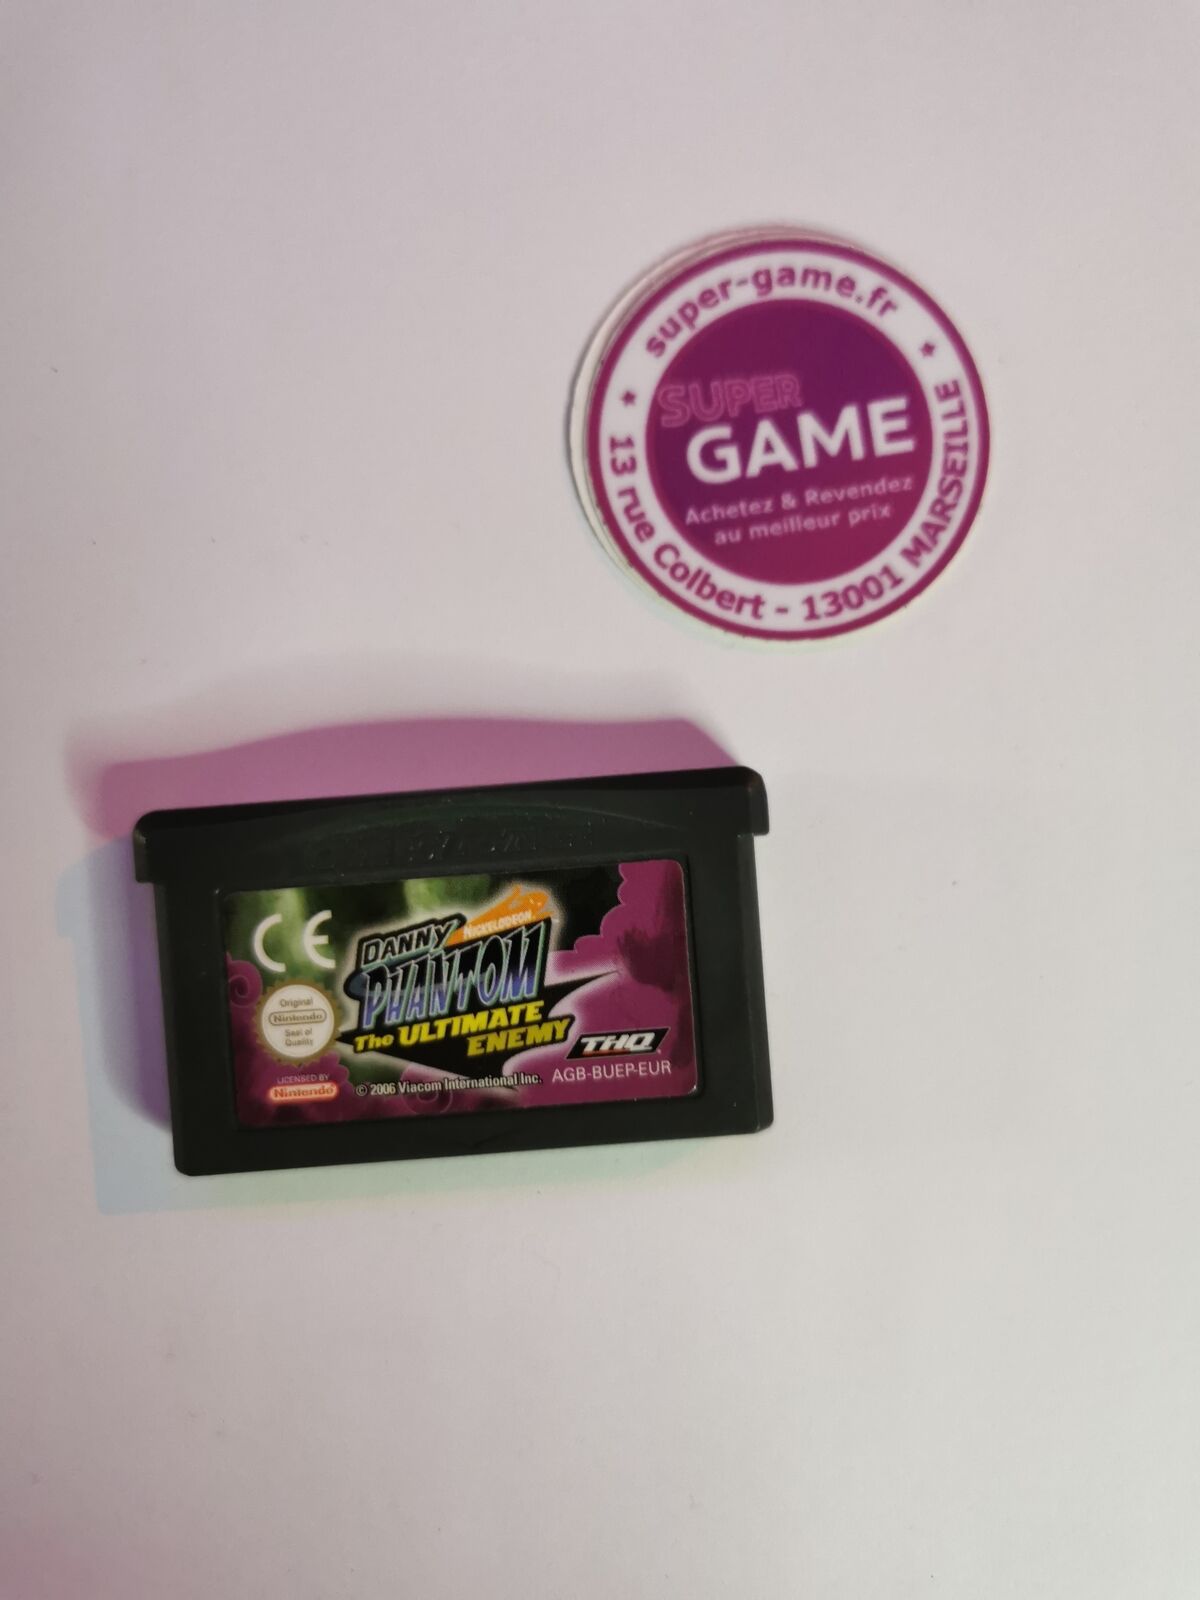 super-game.fr
SUPER
GAME
Achetez & Revendez
au meilleur prix
13 rue Colbert - 13001 MARSEILLE
CE
NICKELODEON
DANNY
PHANTOM
The ULTIMATE
ENEMY
Original
Nintendo
Seal of
Quality
THQ
LICENSED BY
Nintendo
© 2006 Viacom International Inc.
AGB-BUEP-EUR